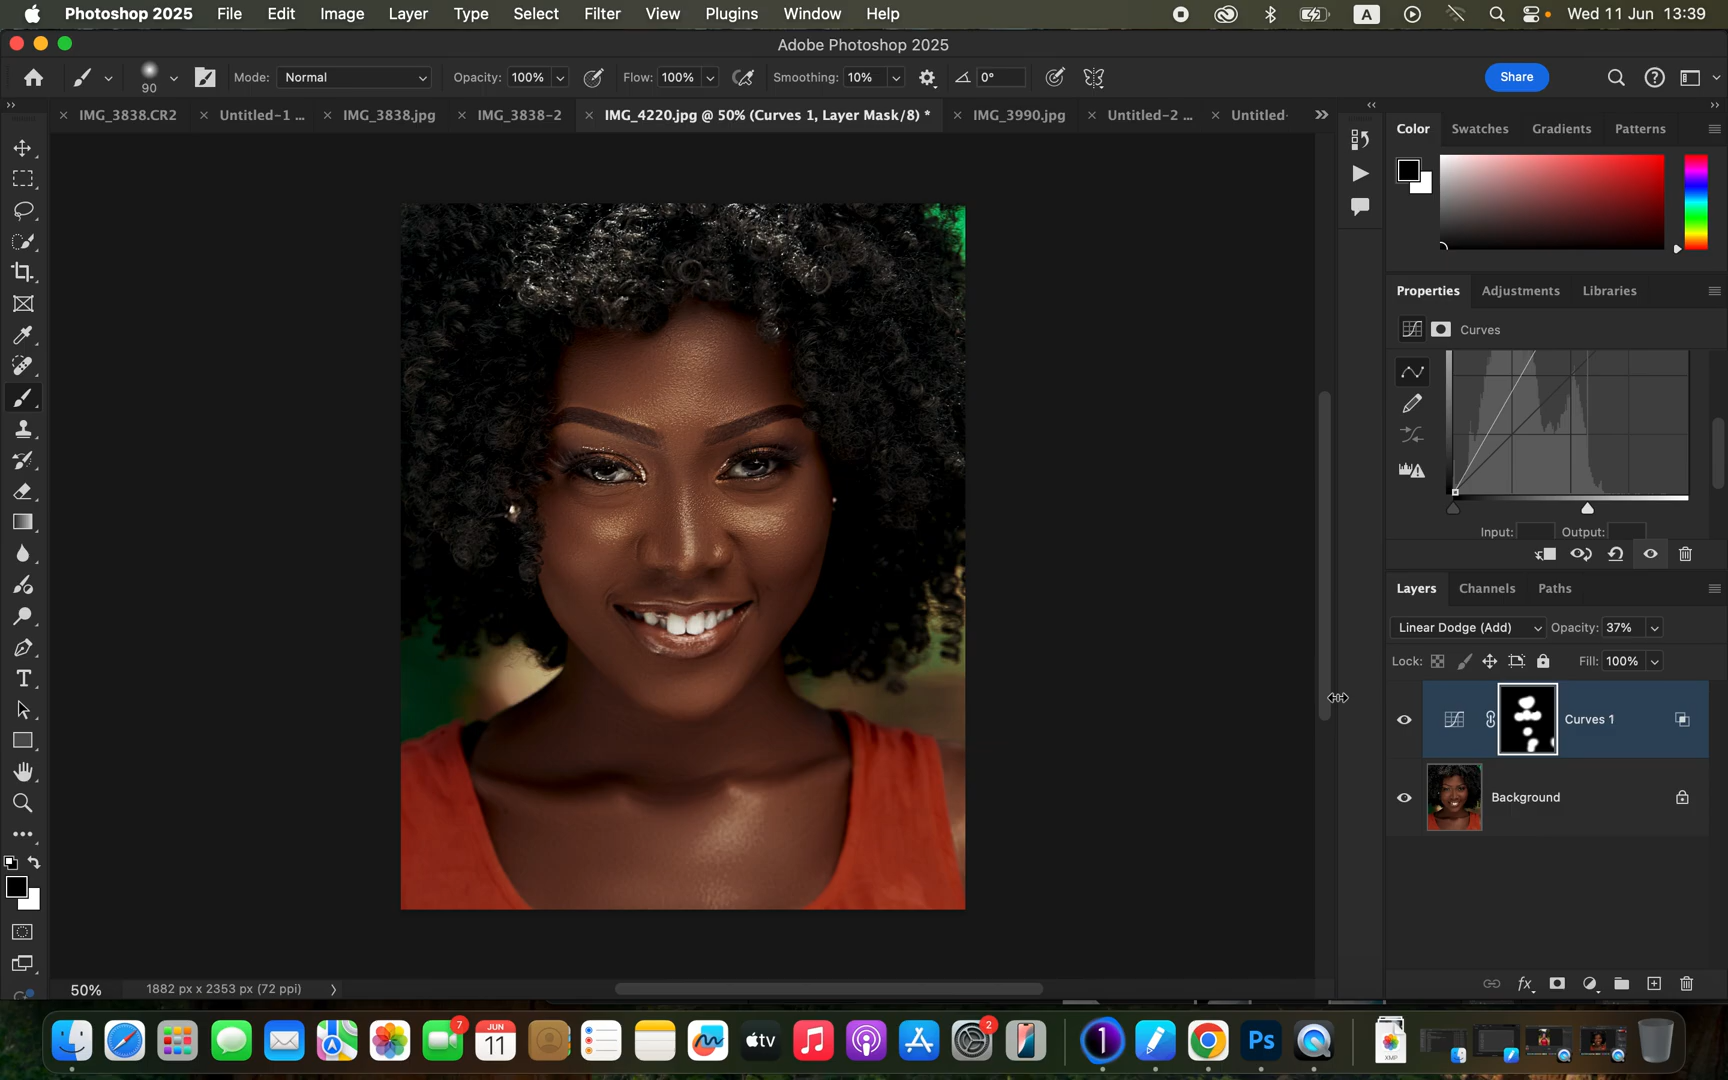 Photoshop 2025 File Edit Image Layer Type Select Filter View Plugins Window Help A Wed 11 Jun 13:39
Adobe Photoshop 2025
90 Mode: Normal Opacity: 100% Flow: 100% Smoothing: 10% 0° Share
IMG_3838.CR2 Untitled-1 ... IMG_3838.jpg IMG_3838-2 IMG_4220.jpg @ 50% (Curves 1, Layer Mask/8) * IMG_3990.jpg Untitled-2 ... Untitled-
Color Swatches Gradients Patterns
Properties Adjustments Libraries
Curves
Input: Output:
Layers Channels Paths
Linear Dodge (Add) Opacity: 37%
Lock: Fill: 100%
Curves 1
Background
T
fx
50% 1882 px x 2353 px (72 ppi)
7 JUN 11 tv 2 1 Ps XMP